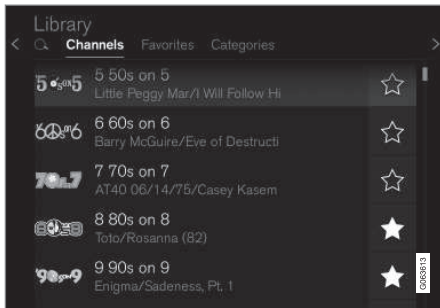 Library
Channels Favorites Categories
5 50s on 5
Little Peggy Mar/I Will Follow Hi
6 60s on 6
Barry McGuire/Eve of Destructi
7 70s on 7
AT40 06/14/75/Casey Kasem
8 80s on 8
Toto/Rosanna (82)
9 90s on 9
Enigma/Sadeness, Pt. 1
G063613